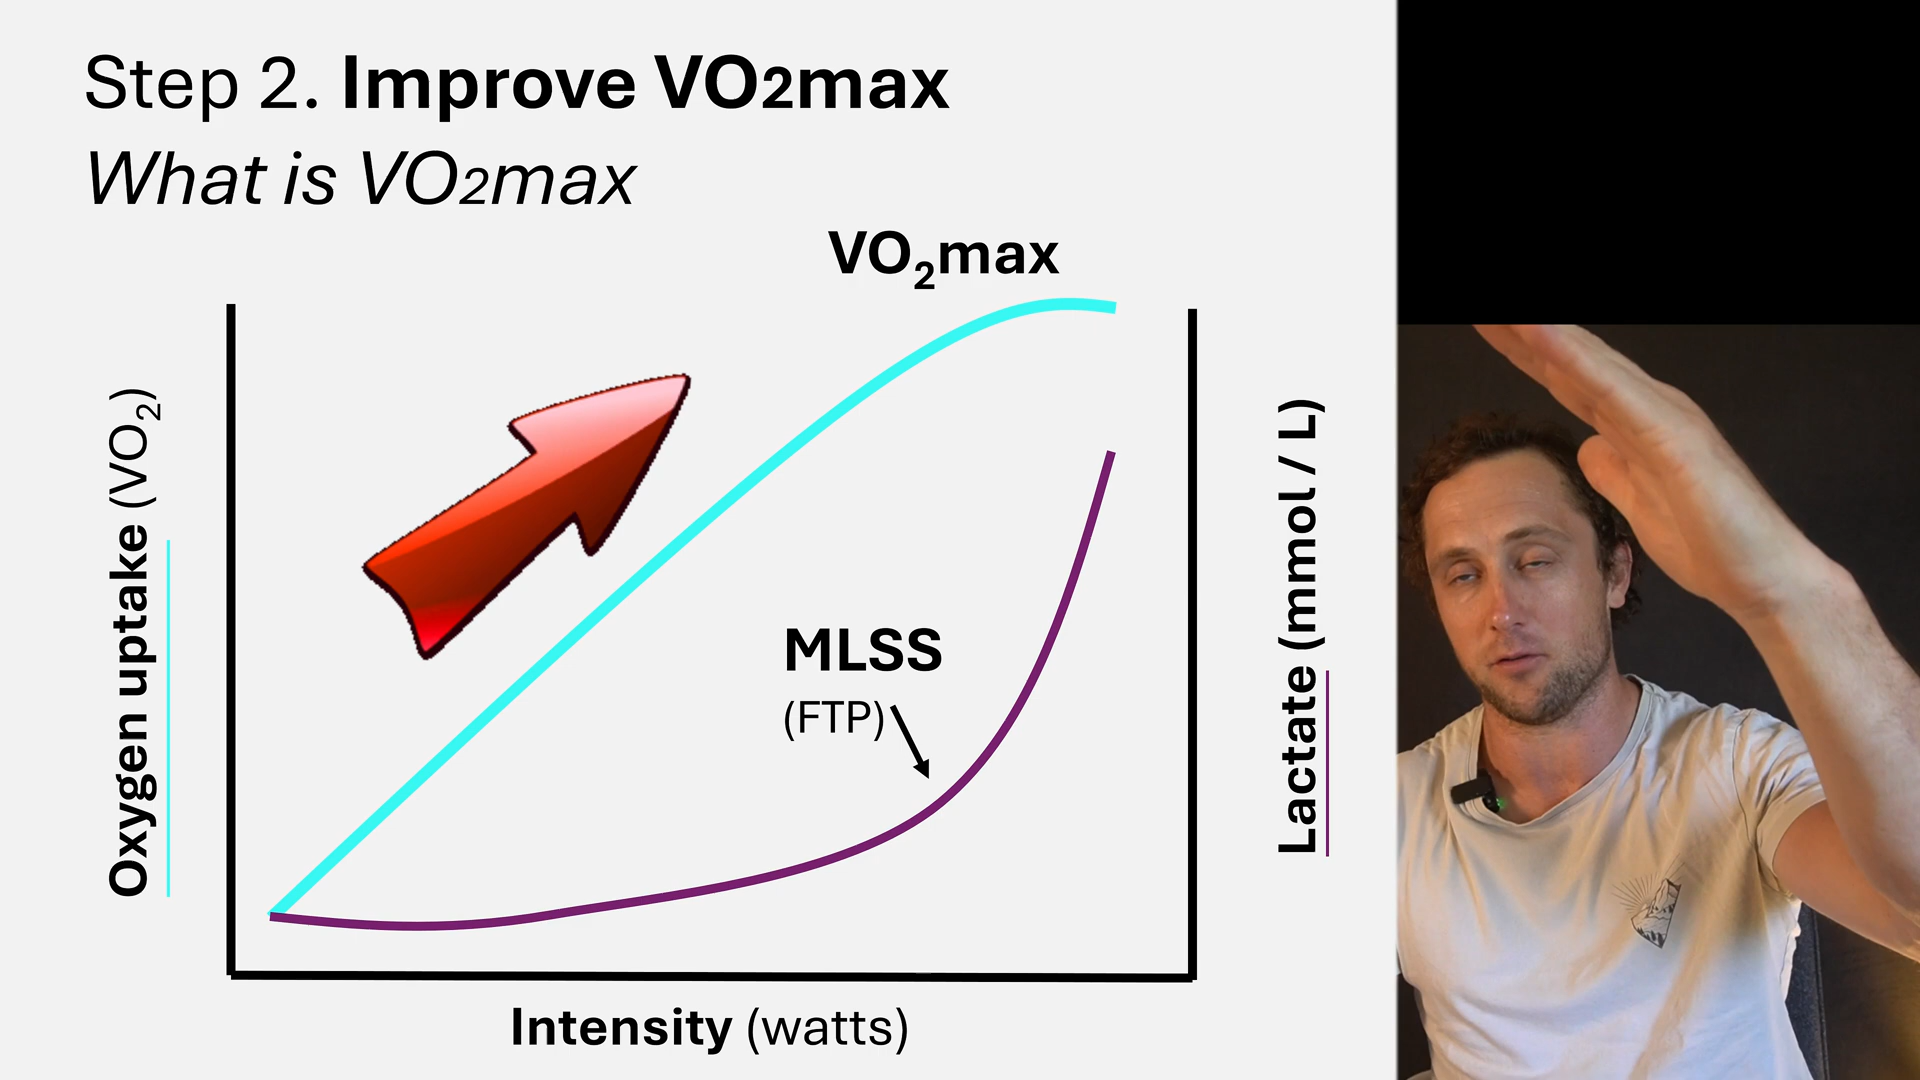 Step 2. Improve VO2max
What is VO2max
VO₂max
Oxygen uptake (VO₂)
MLSS
(FTP)
Lactate (mmol / L)
Intensity (watts)